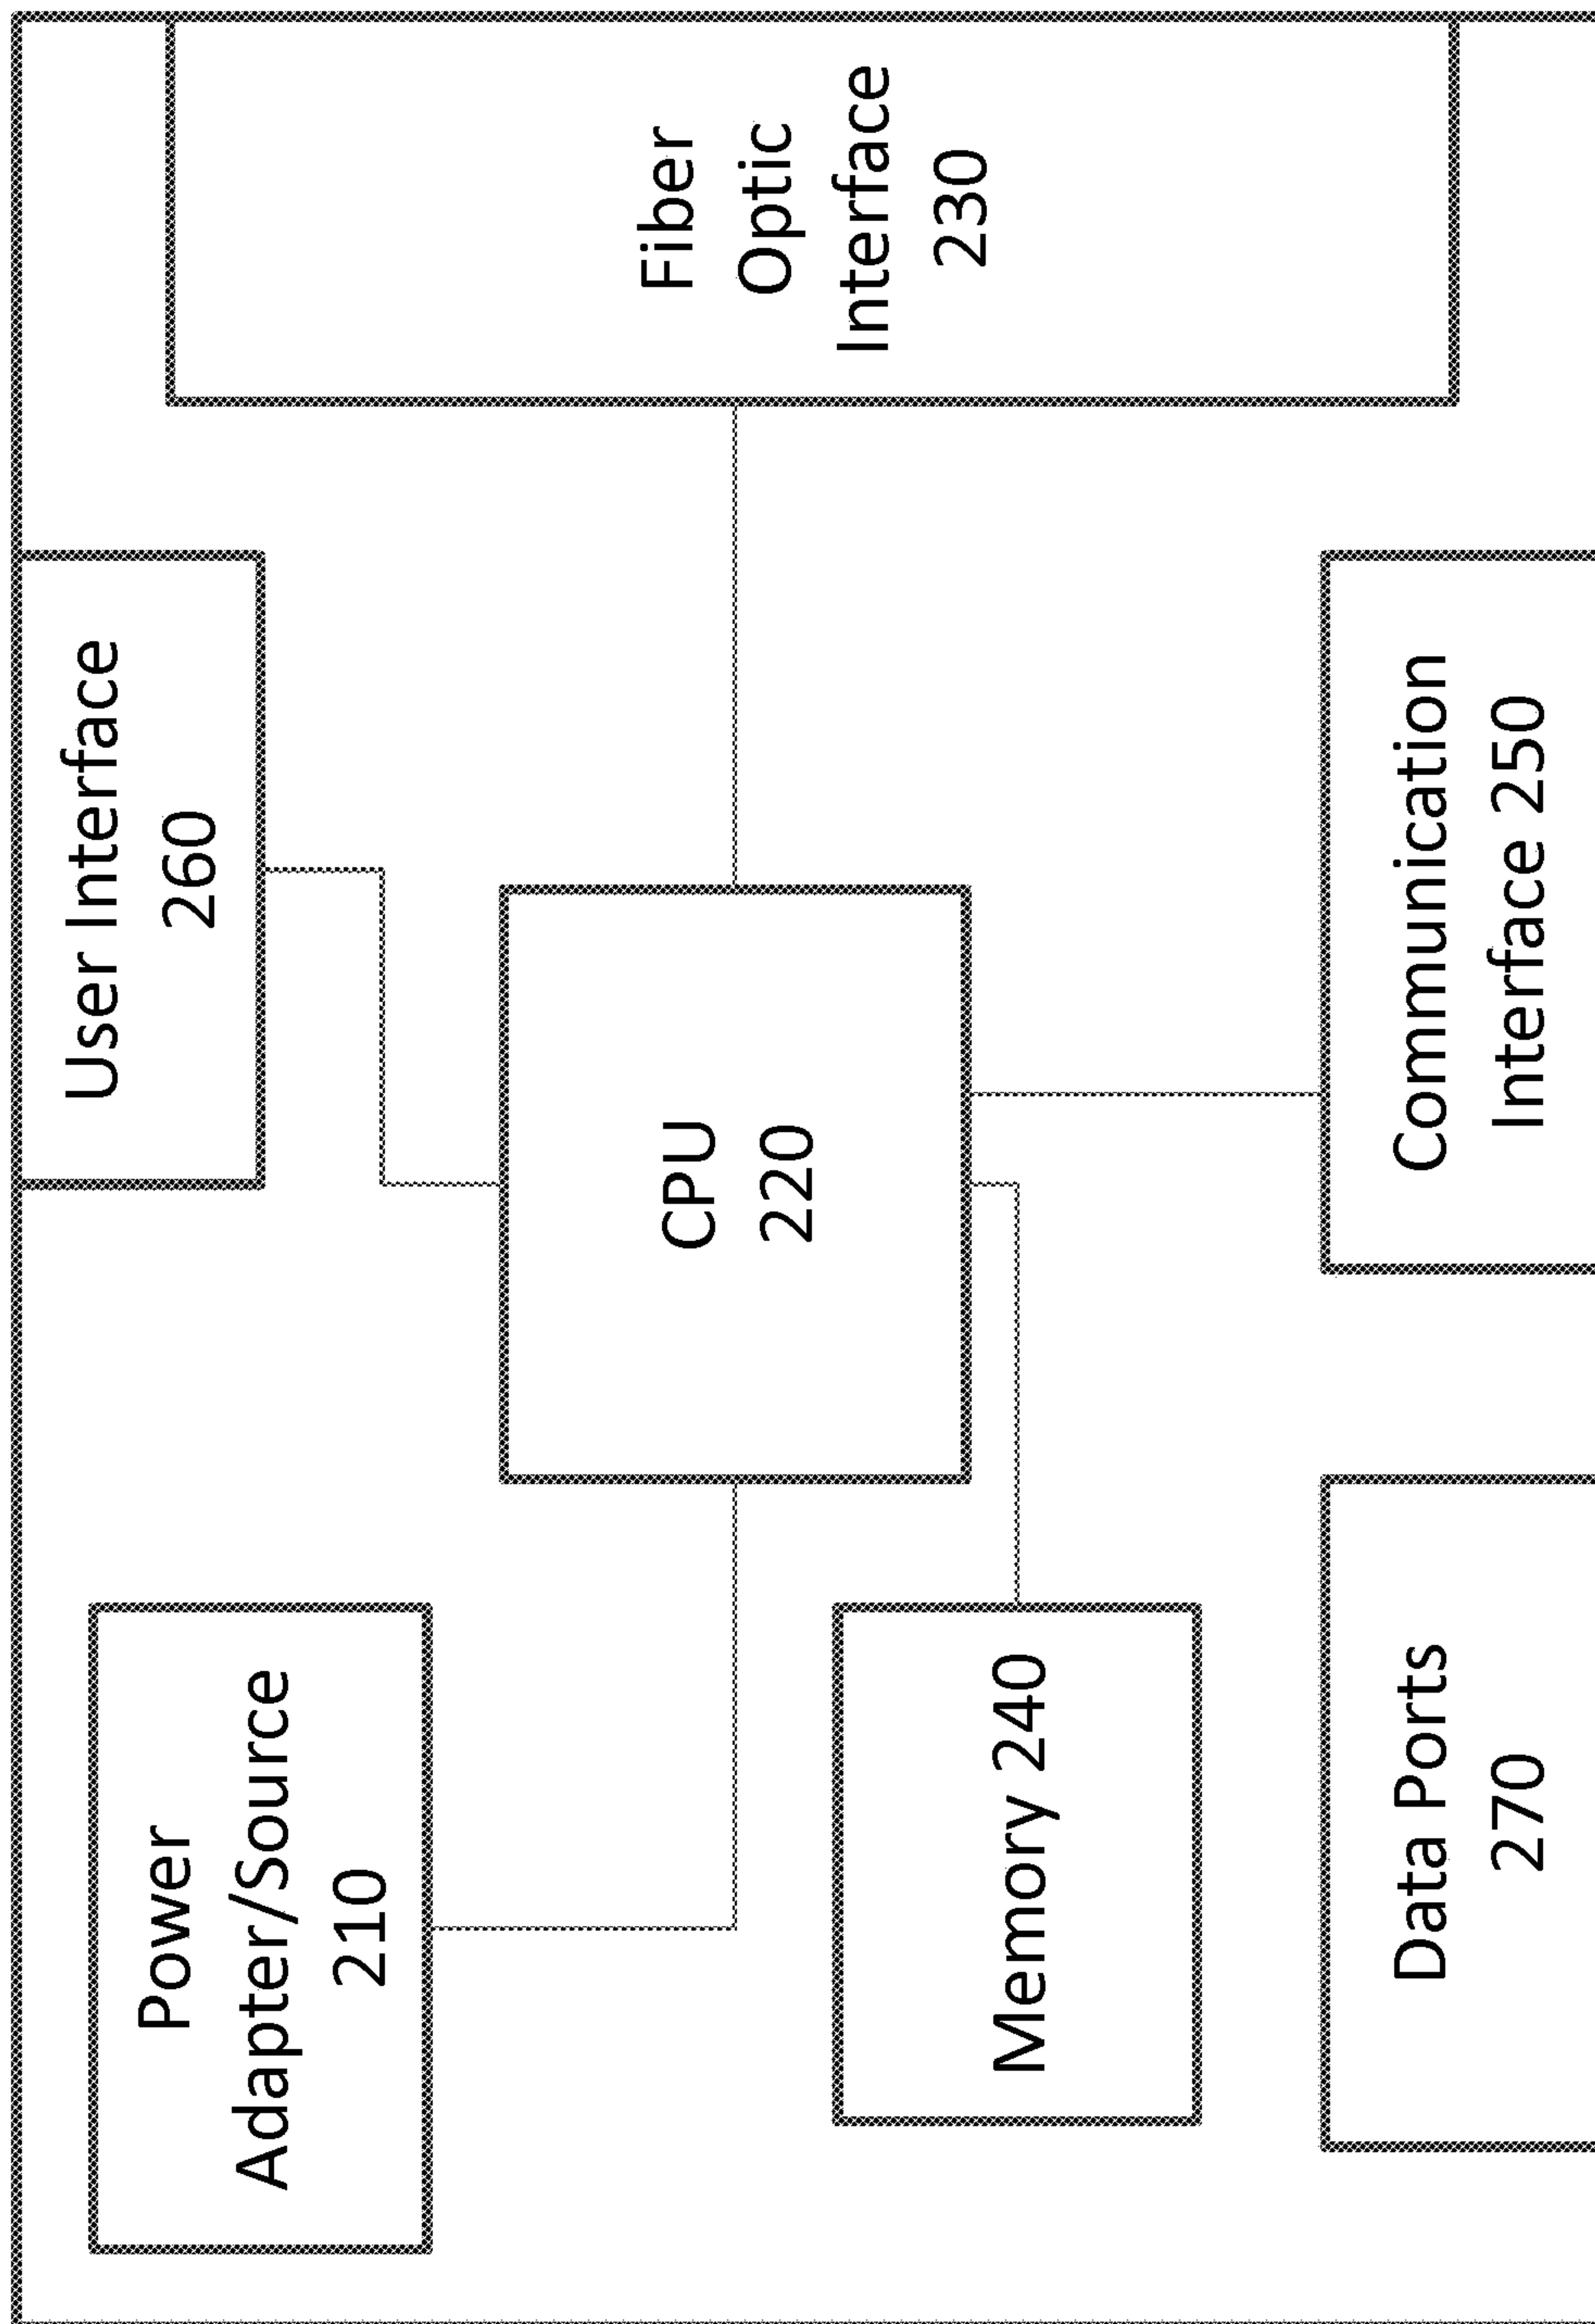 Power
Adapter/Source
210
User Interface
260
Fiber
Optic
Interface
230
CPU
220
Memory 240
Data Ports
270
Communication
Interface 250